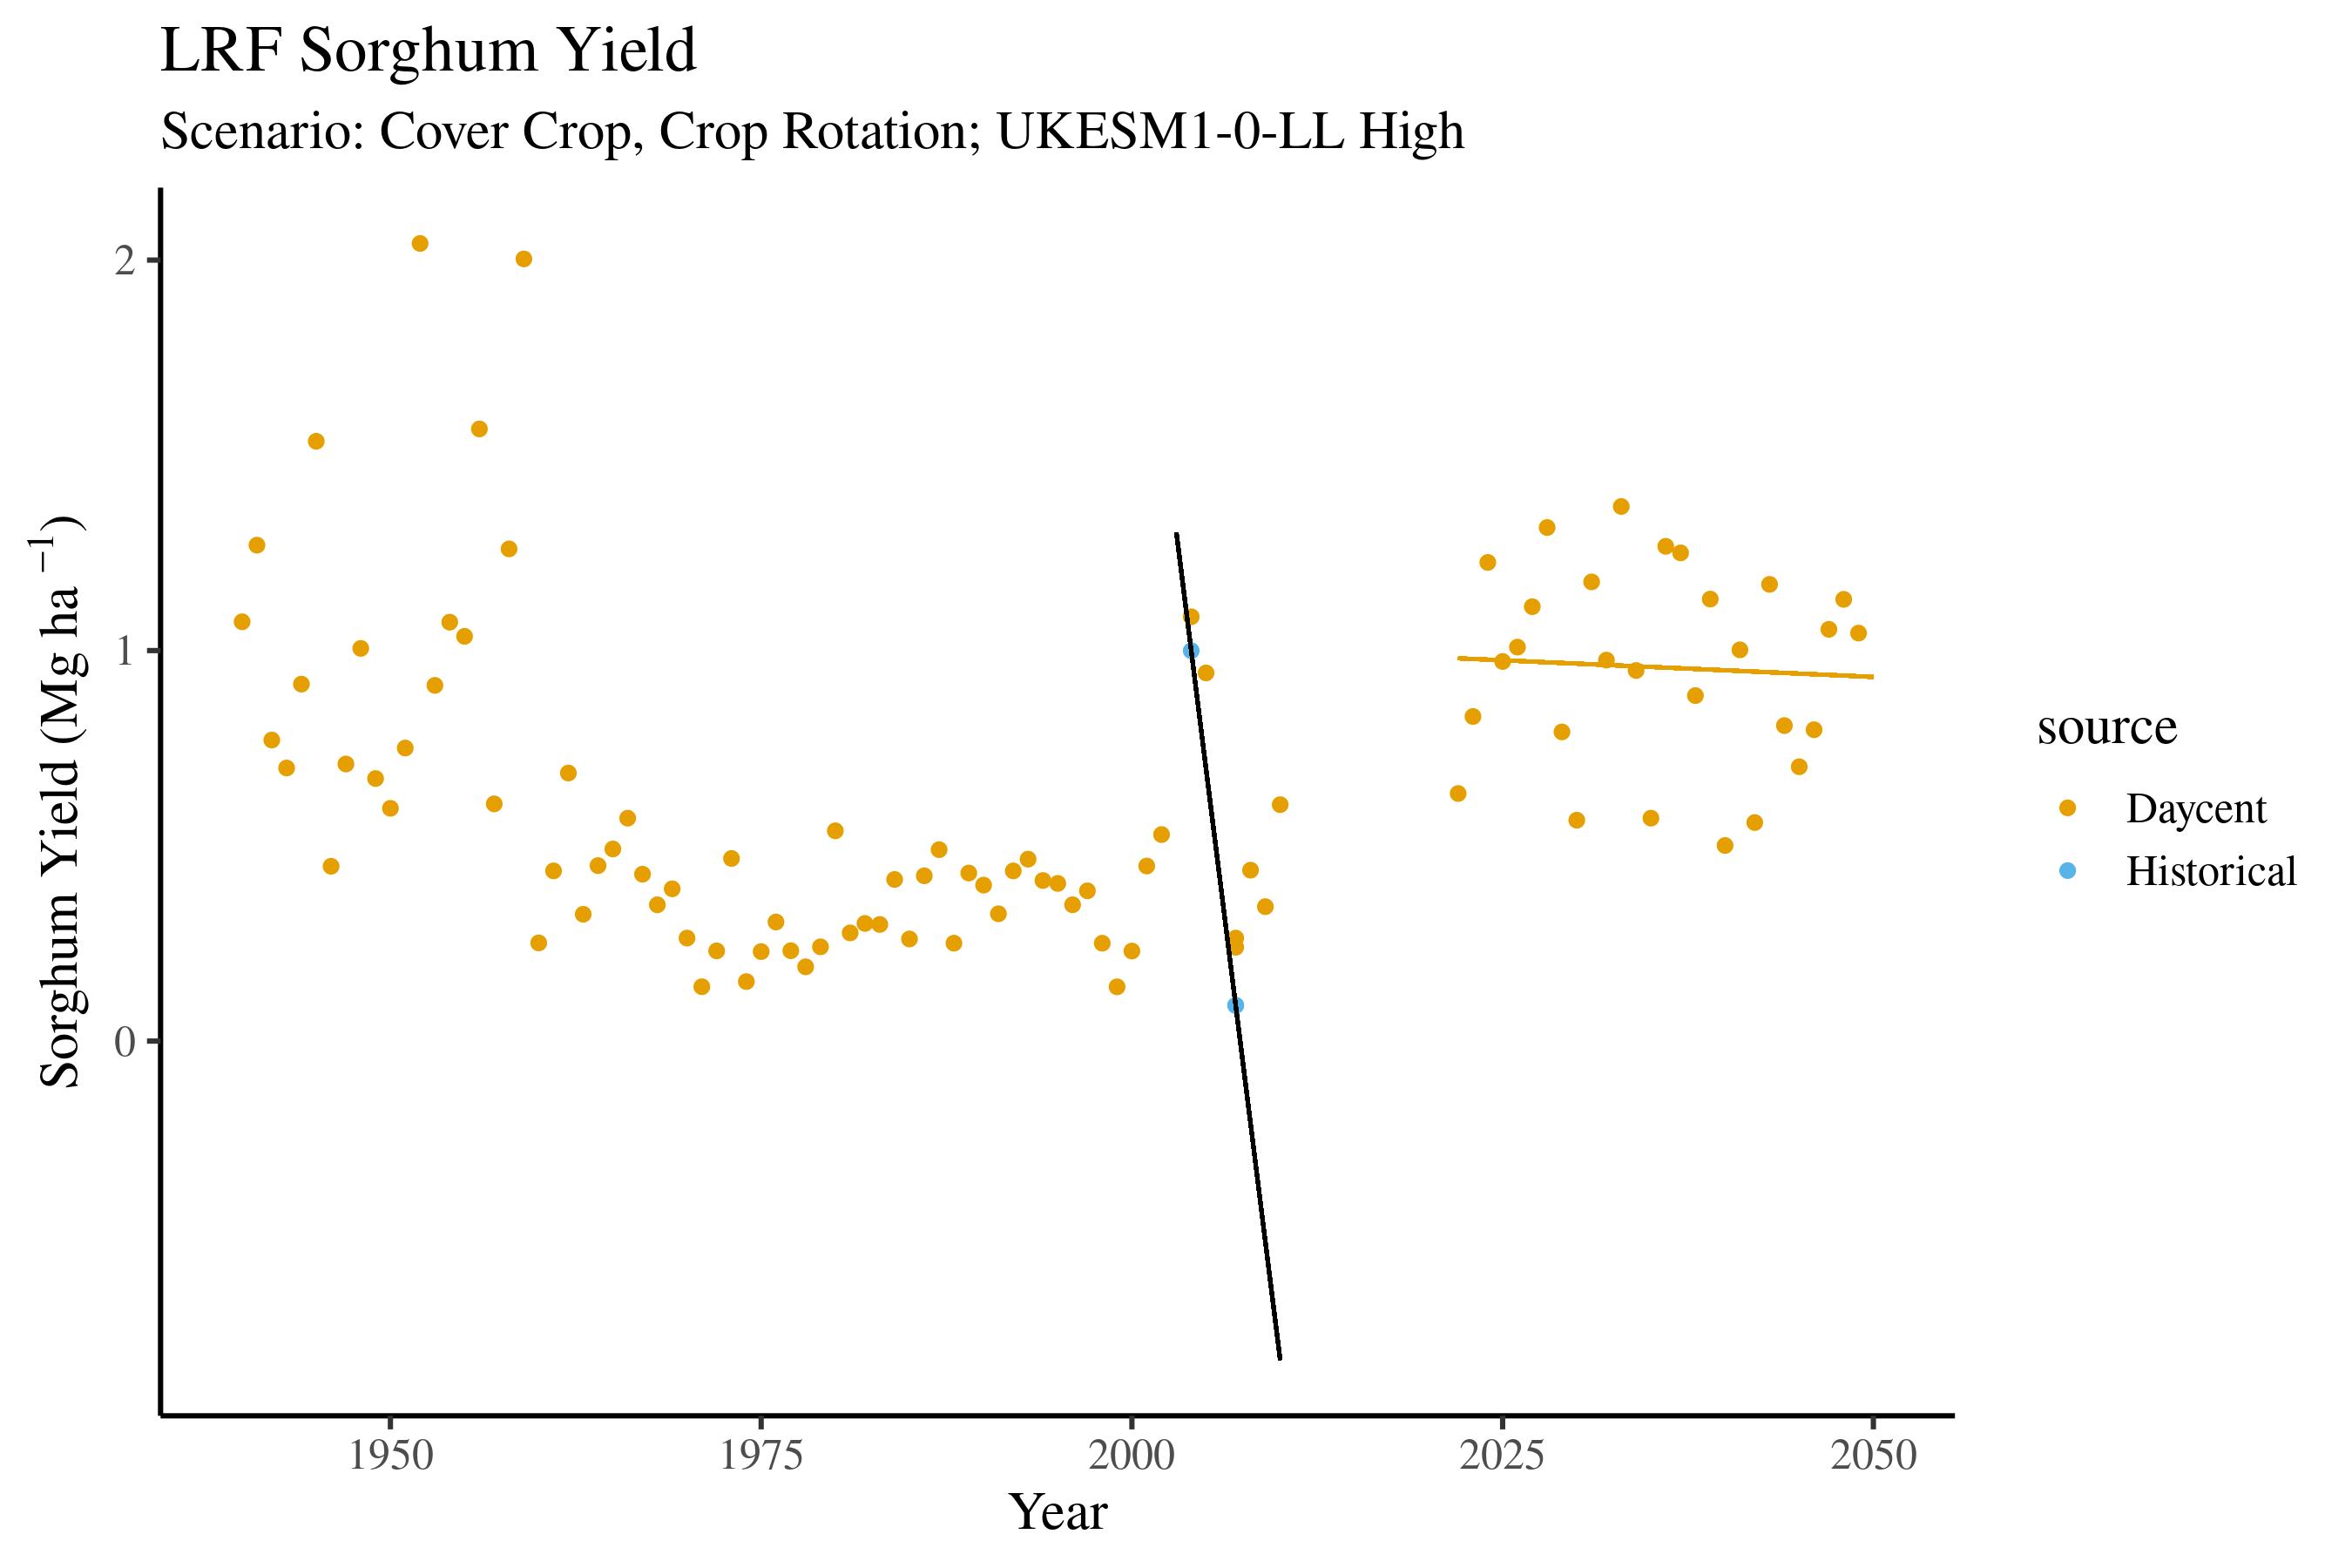 LRF Sorghum Yield
Scenario: Cover Crop, Crop Rotation; UKESM1-0-LL High
Sorghum Yield (Mg ha −1)
2
1
0
1950
1975
2000
2025
2050
Year
source
Daycent
Historical